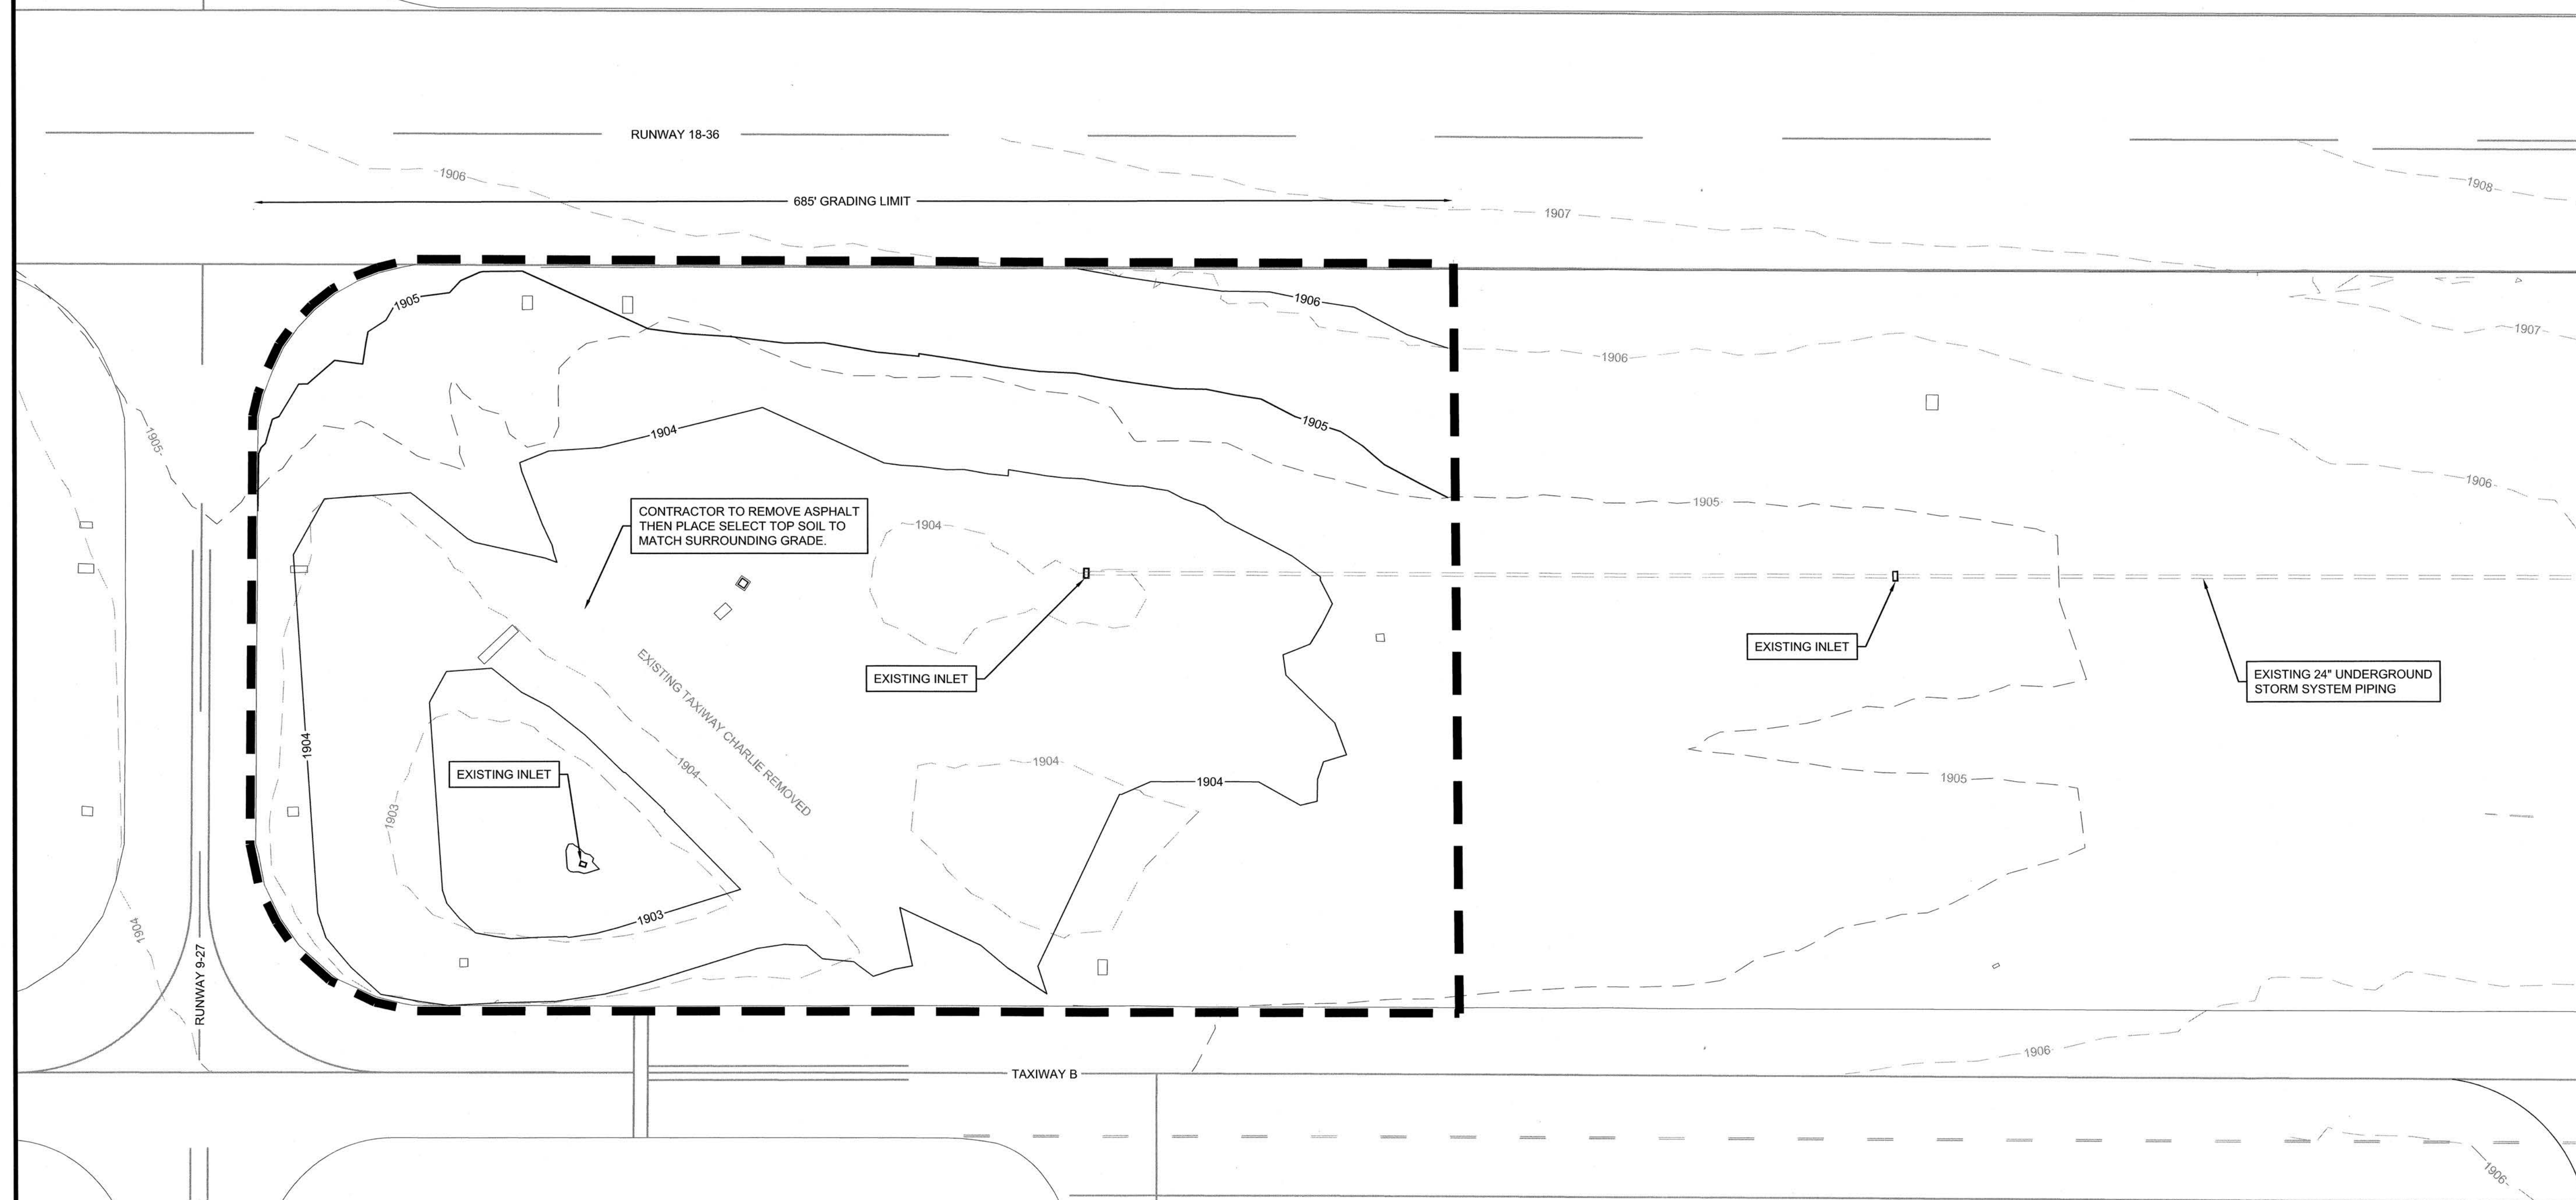 RUNWAY 18-36
1906
1908
685' GRADING LIMIT
1907
1905
1906
1907
1906
1905
1904
1905
1906
1905
CONTRACTOR TO REMOVE ASPHALT
THEN PLACE SELECT TOP SOIL TO
MATCH SURROUNDING GRADE.
1904
EXISTING INLET
EXISTING INLET
EXISTING 24" UNDERGROUND
STORM SYSTEM PIPING
EXISTING TAXIWAY CHARLIE REMOVED
1904
1904
1904
1904
1905
EXISTING INLET
1903
1903
1904
RUNWAY 9-27
1906
TAXIWAY B
1906